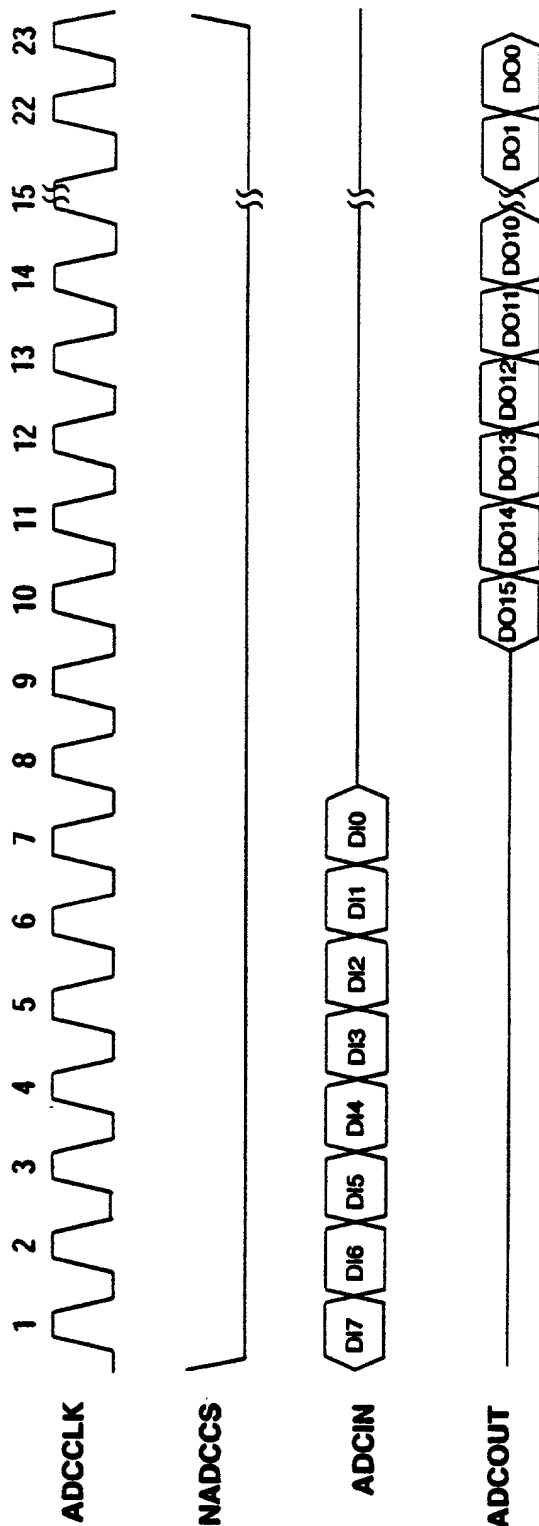 1 2 3 4 5 6 7 8 9 10 11 12 13 14 15 22 23
ADCCLK
NADCCS
ADCIN
DI7 DI6 DI5 DI4 DI3 DI2 DI1 DI0
ADCOUT
DO15 DO14 DO13 DO12 DO11 DO10 DO1 DO0